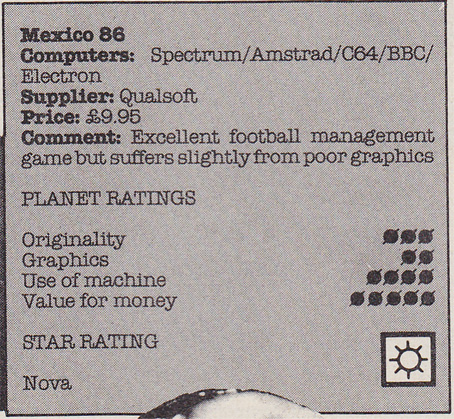 Mexico 86
Computers: Spectrum/Amstrad/C64/BBC/
Electron
Supplier: Qualsoft
Price: £9.95
Comment: Excellent football management
game but suffers slightly from poor graphics
PLANET RATINGS
Originality
Graphics
Use of machine
Value for money
STAR RATING
Nova